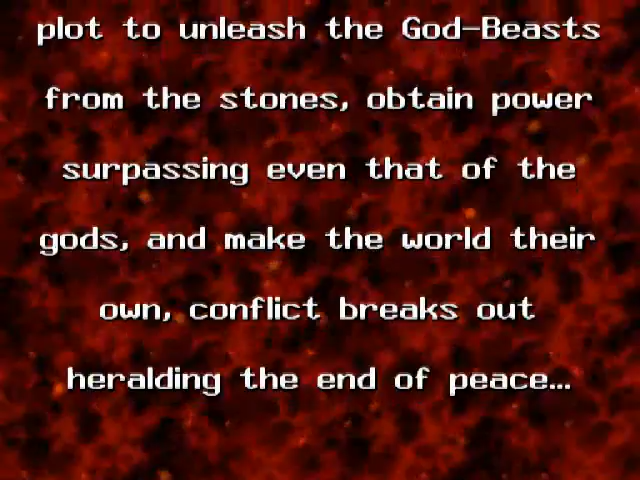 plot to unleash the God-Beasts
from the stones, obtain power
surpassing even that of the
gods, and make the world their
own, conflict breaks out
heralding the end of peace…